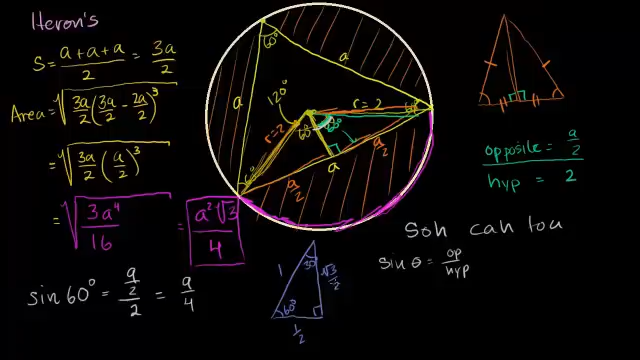 Heron's
S = a + a + a / 2 = 3a / 2
Area = √ 3a/2 (3a/2 - 2a/2)³
= √ 3a/2 (a/2)³
= √ 3a⁴ / 16 = a²√3 / 4
sin 60° = a/2 / 2 = a / 4
60°
a
a
120°
r=2
r=2
60°
60°
a/2
a
a/2
1
30°
√3/2
60°
1/2
opposite = a/2
hyp = 2
Soh cah toa
sin θ = op / hyp